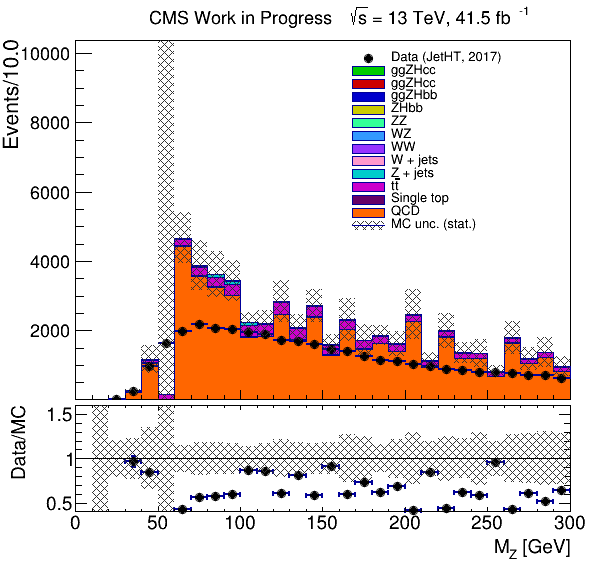 CMS Work in Progress √s = 13 TeV, 41.5 fb -1
Events/10.0
10000
8000
6000
4000
2000
Data (JetHT, 2017)
ggZHcc
ggZHcc
ggZHbb
ZHbb
ZZ
WZ
WW
W + jets
Z + jets
tt̅
Single top
QCD
MC unc. (stat.)
Data/MC
1.5
1
0.5
0 50 100 150 200 250 300
M_Z [GeV]